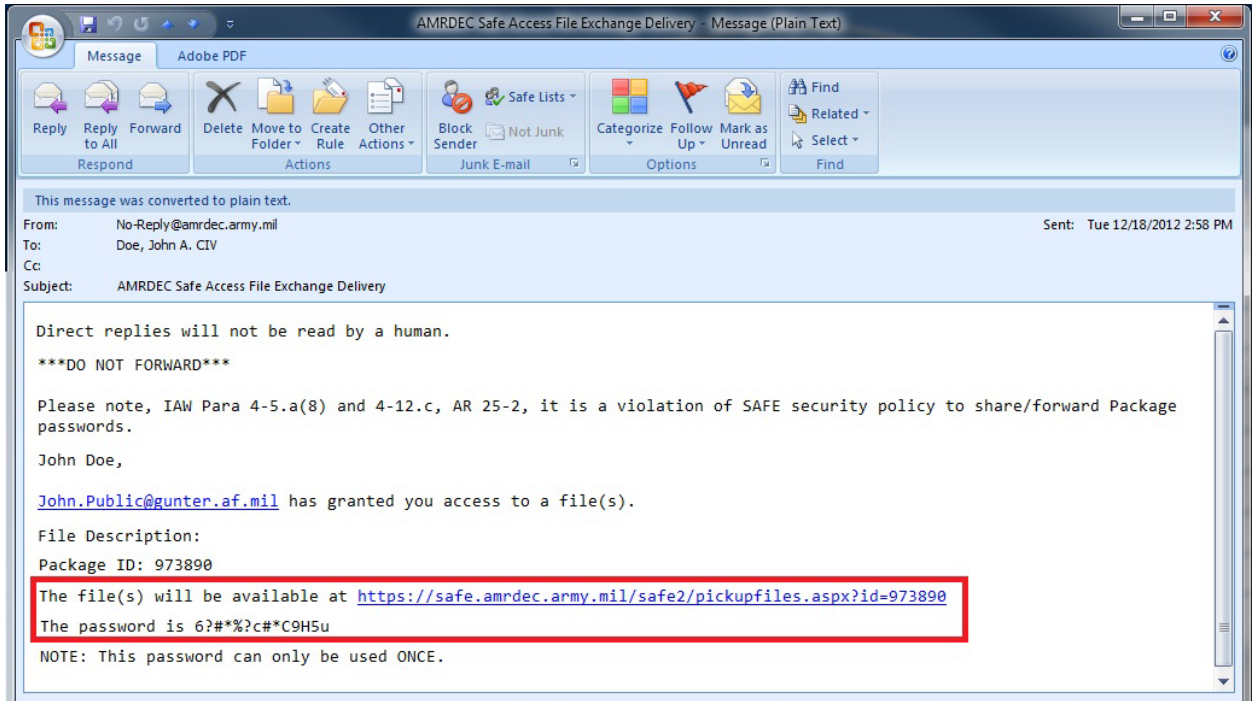 AMRDEC Safe Access File Exchange Delivery - Message (Plain Text)
Message Adobe PDF
Reply Reply to All Forward
Respond
Delete Move to Folder Create Rule Other Actions
Actions
Block Sender Safe Lists Not Junk
Junk E-mail
Categorize Follow Up Mark as Unread
Options
Find Related Select
Find
This message was converted to plain text.
From: No-Reply@amrdec.army.mil Sent: Tue 12/18/2012 2:58 PM
To: Doe, John A. CIV
Cc:
Subject: AMRDEC Safe Access File Exchange Delivery
Direct replies will not be read by a human.
***DO NOT FORWARD***
Please note, IAW Para 4-5.a(8) and 4-12.c, AR 25-2, it is a violation of SAFE security policy to share/forward Package
passwords.
John Doe,
John.Public@gunter.af.mil has granted you access to a file(s).
File Description:
Package ID: 973890
The file(s) will be available at https://safe.amrdec.army.mil/safe2/pickupfiles.aspx?id=973890
The password is 6?#*%?c#*C9H5u
NOTE: This password can only be used ONCE.